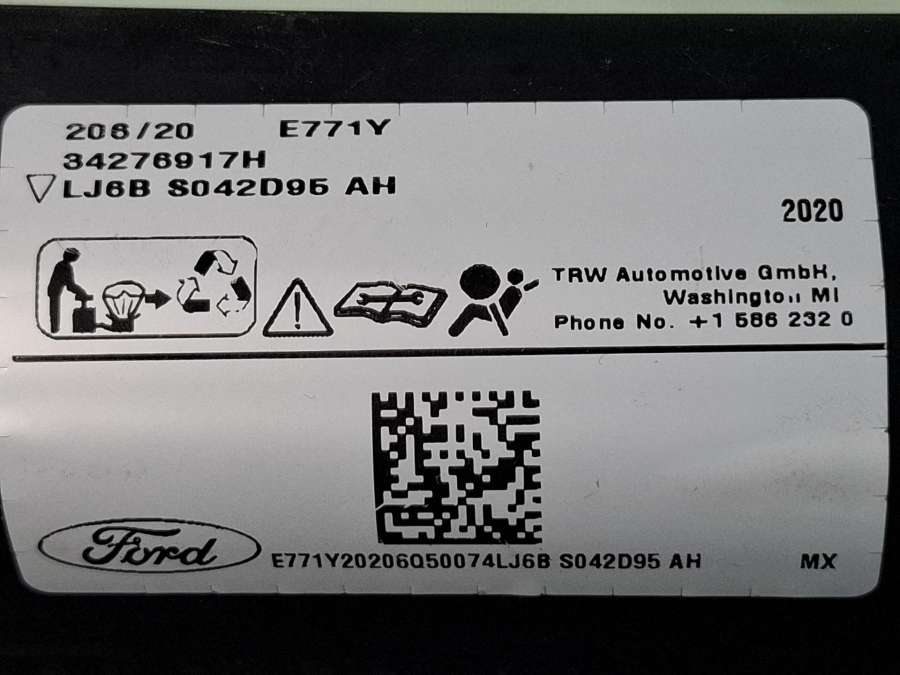 206/20 E771Y
34276917H
LJ6B S042D95 AH
2020
TRW Automotive GmbH,
Washington MI
Phone No. +1 586 232 0
Ford
E771Y20206Q50074LJ6B S042D95 AH MX